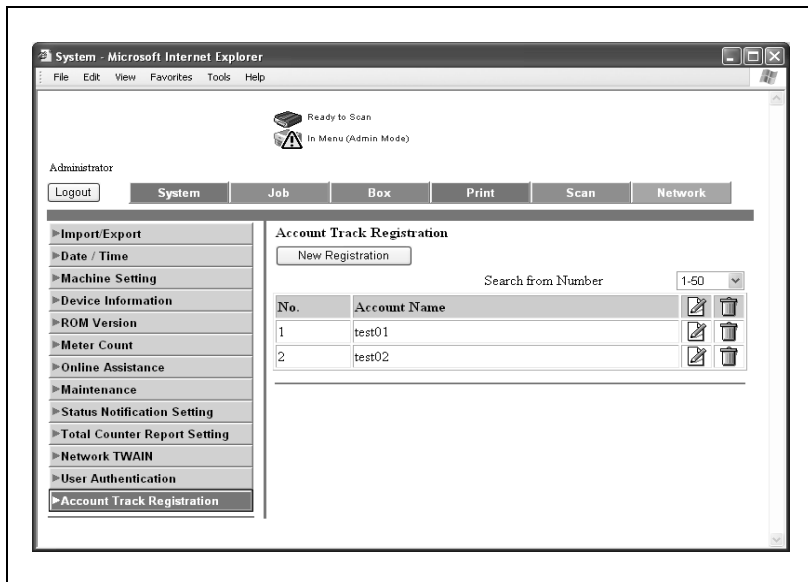 System - Microsoft Internet Explorer
File Edit View Favorites Tools Help
Ready to Scan
In Menu (Admin Mode)
Administrator
Logout System Job Box Print Scan Network
Import/Export
Date / Time
Machine Setting
Device Information
ROM Version
Meter Count
Online Assistance
Maintenance
Status Notification Setting
Total Counter Report Setting
Network TWAIN
User Authentication
Account Track Registration
Account Track Registration
New Registration
Search from Number 1-50
No. Account Name
1 test01
2 test02